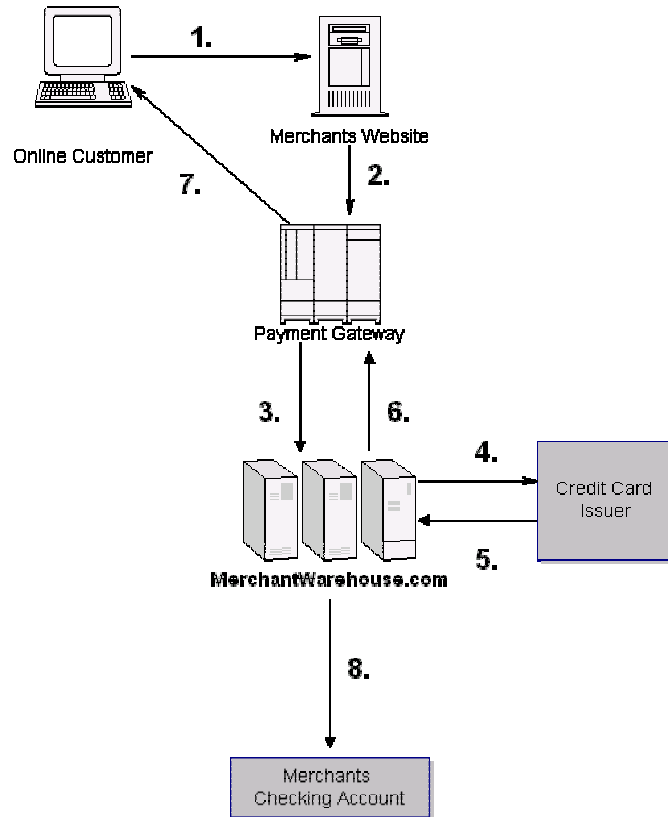 1.
Merchants Website
Online Customer
2.
7.
Payment Gateway
3.
6.
4.
Credit Card
Issuer
5.
MerchantWarehouse.com
8.
Merchants
Checking Account